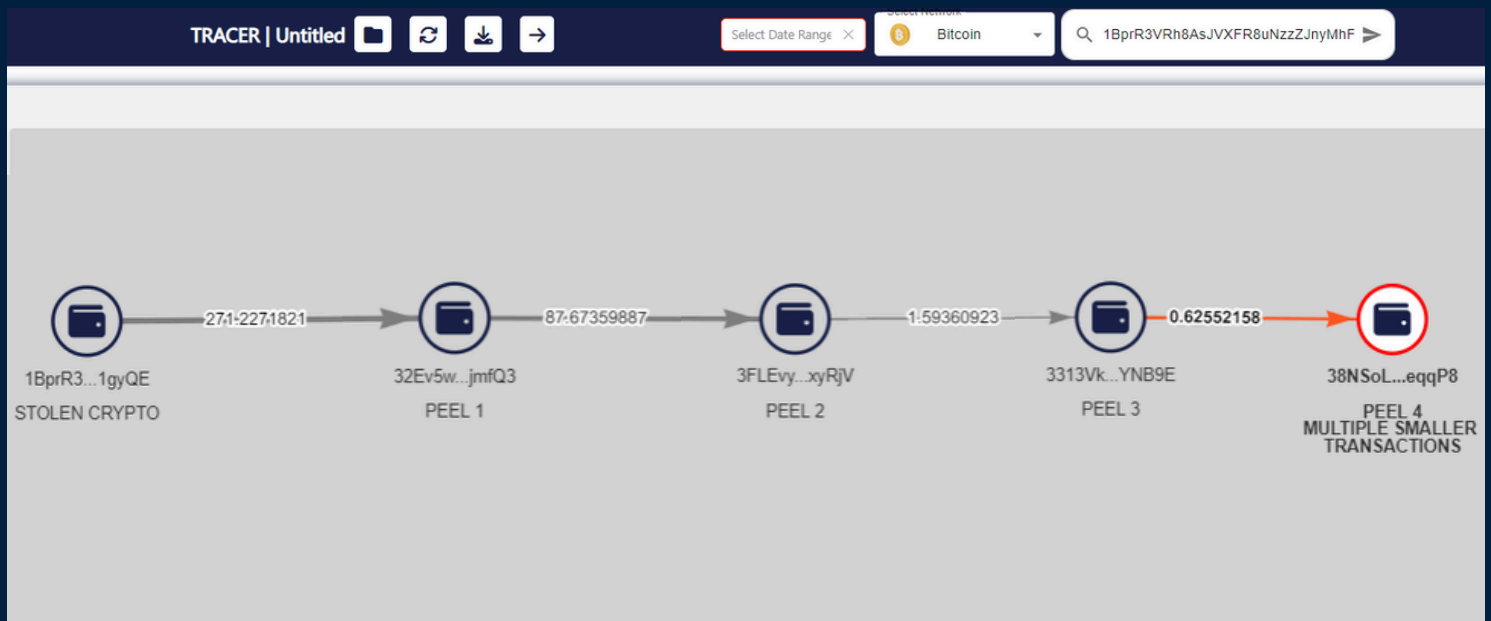 TRACER | Untitled
Select Date Range
Select Network
Bitcoin
1BprR3VRh8AsJVXFR8uNzzZJnyMhF
271.2271821
87.67359887
1.59360923
0.62552158
1BprR3...1gyQE
32Ev5w...jmfQ3
3FLEvy...xyRjV
3313Vk...YNB9E
38NSoL...eqqP8
STOLEN CRYPTO
PEEL 1
PEEL 2
PEEL 3
PEEL 4
MULTIPLE SMALLER
TRANSACTIONS